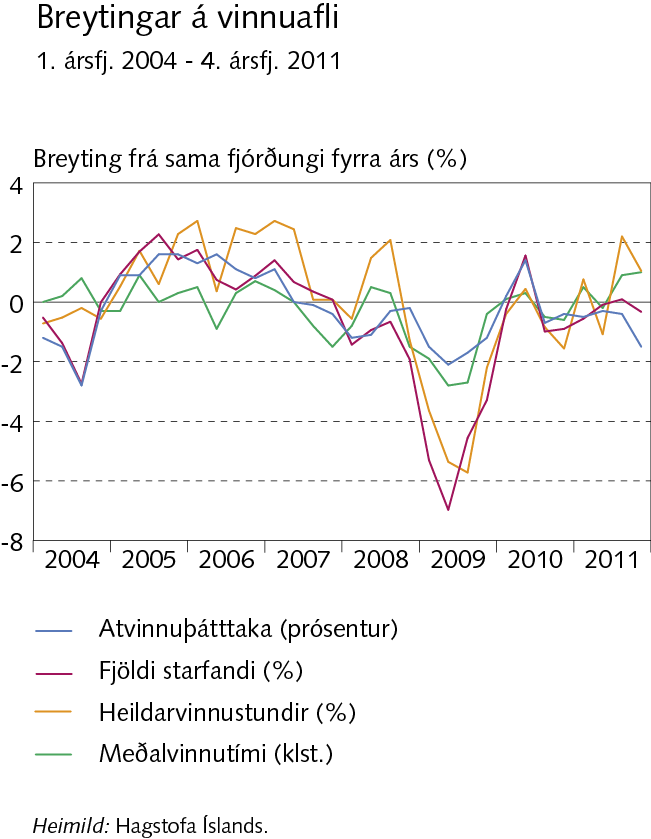 Breytingar á vinnuafli
1. ársfj. 2004 - 4. ársfj. 2011
Breyting frá sama fjórðungi fyrra árs (%)
4
2
0
-2
-4
-6
-8
2004 2005 2006 2007 2008 2009 2010 2011
Atvinnuþátttaka (prósentur)
Fjöldi starfandi (%)
Heildarvinnustundir (%)
Meðalvinnutími (klst.)
Heimild: Hagstofa Íslands.